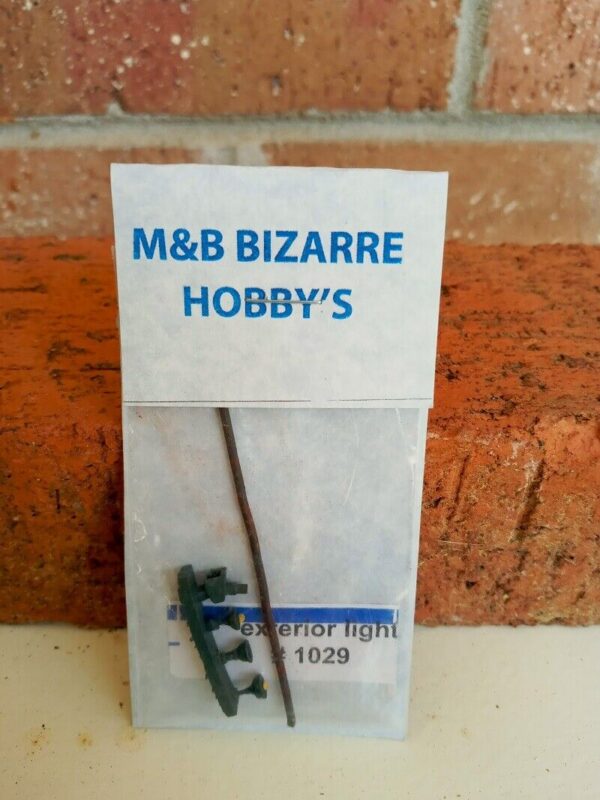 M&B BIZARRE
HOBBY'S
exterior light
# 1029